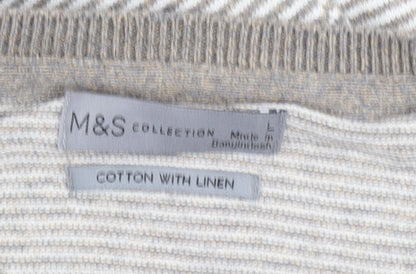 M&S COLLECTION
L
Made in
Bangladesh
COTTON WITH LINEN